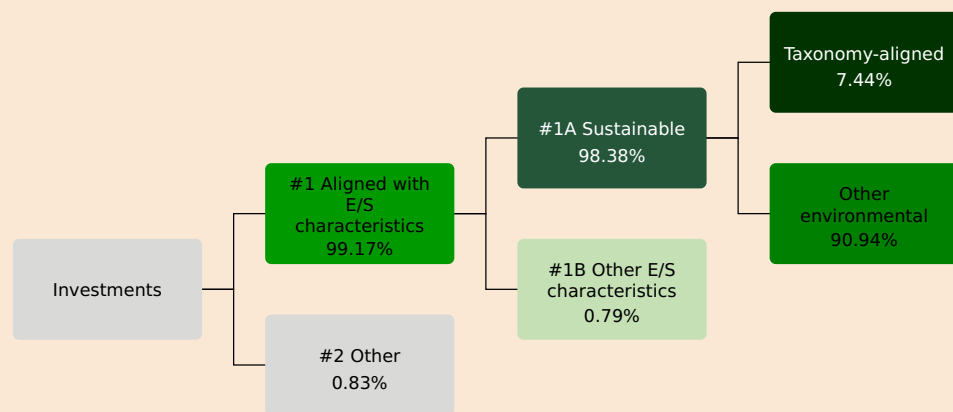 Investments
#1 Aligned with
E/S
characteristics
99.17%
#2 Other
0.83%
#1A Sustainable
98.38%
#1B Other E/S
characteristics
0.79%
Taxonomy-aligned
7.44%
Other
environmental
90.94%